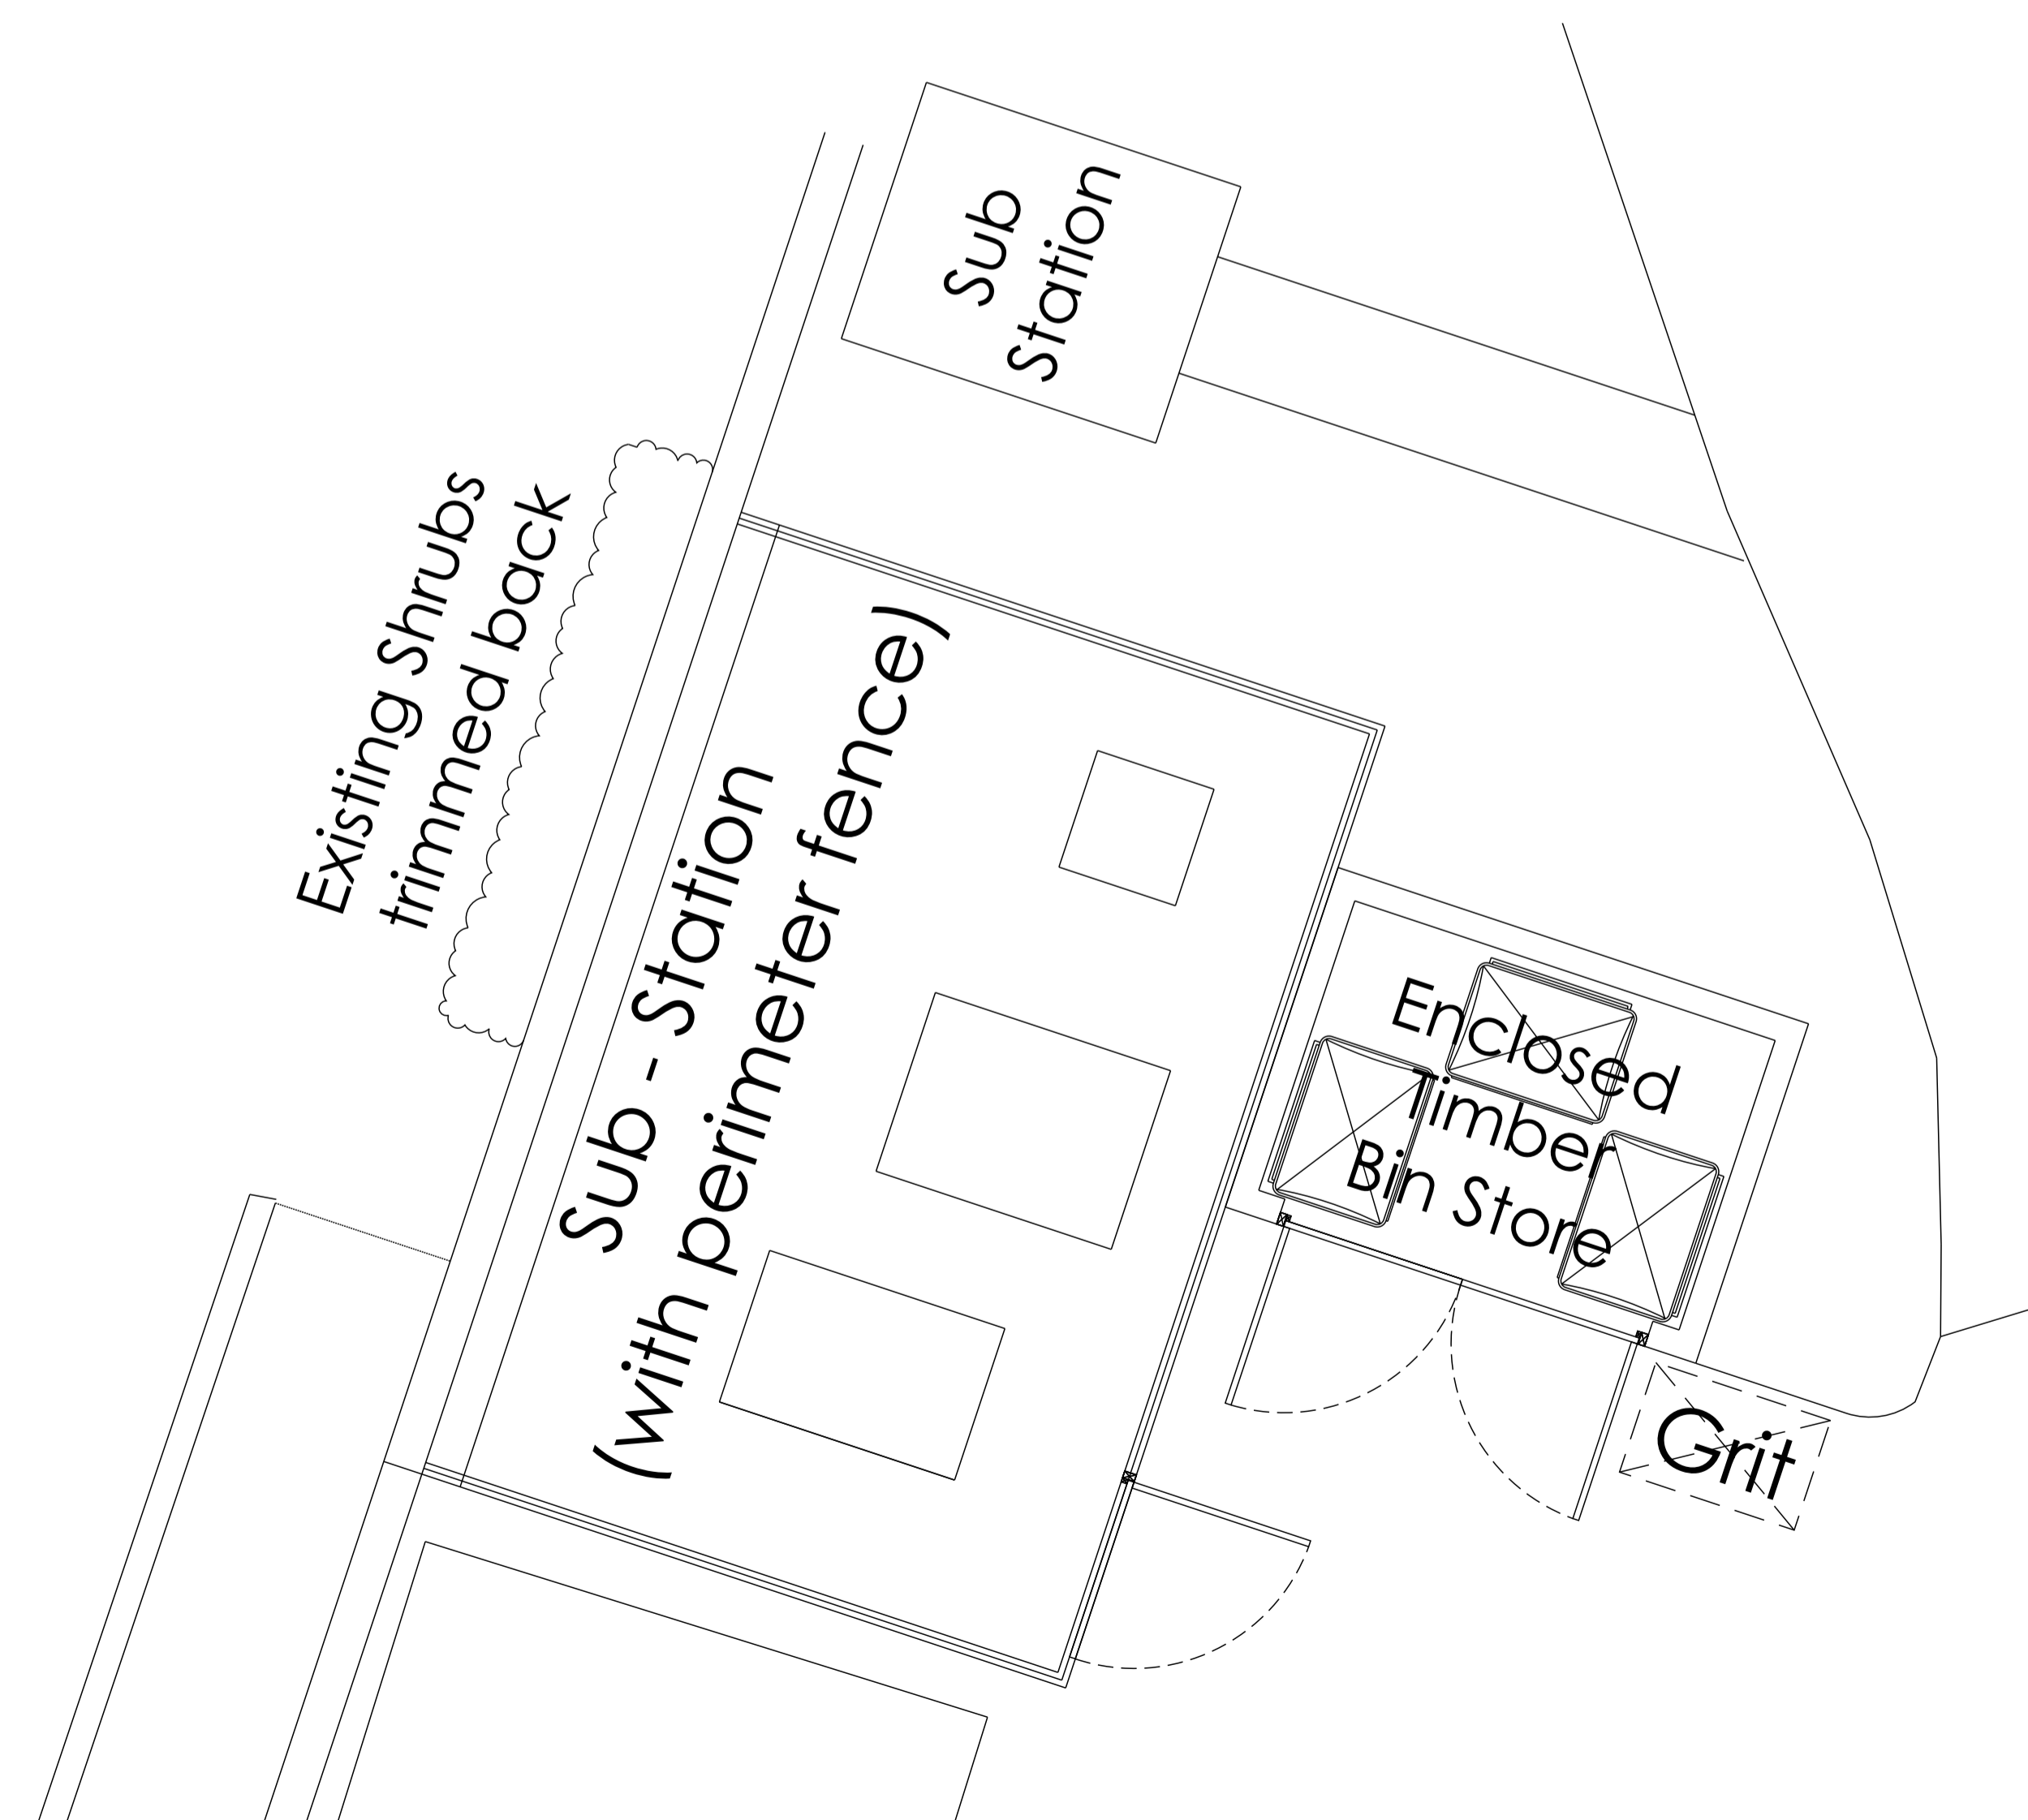 Sub
Station
Existing Shrubs
trimmed back
Sub - Station
(with perimeter fence)
Enclosed
Timber
Bin Store
Grit